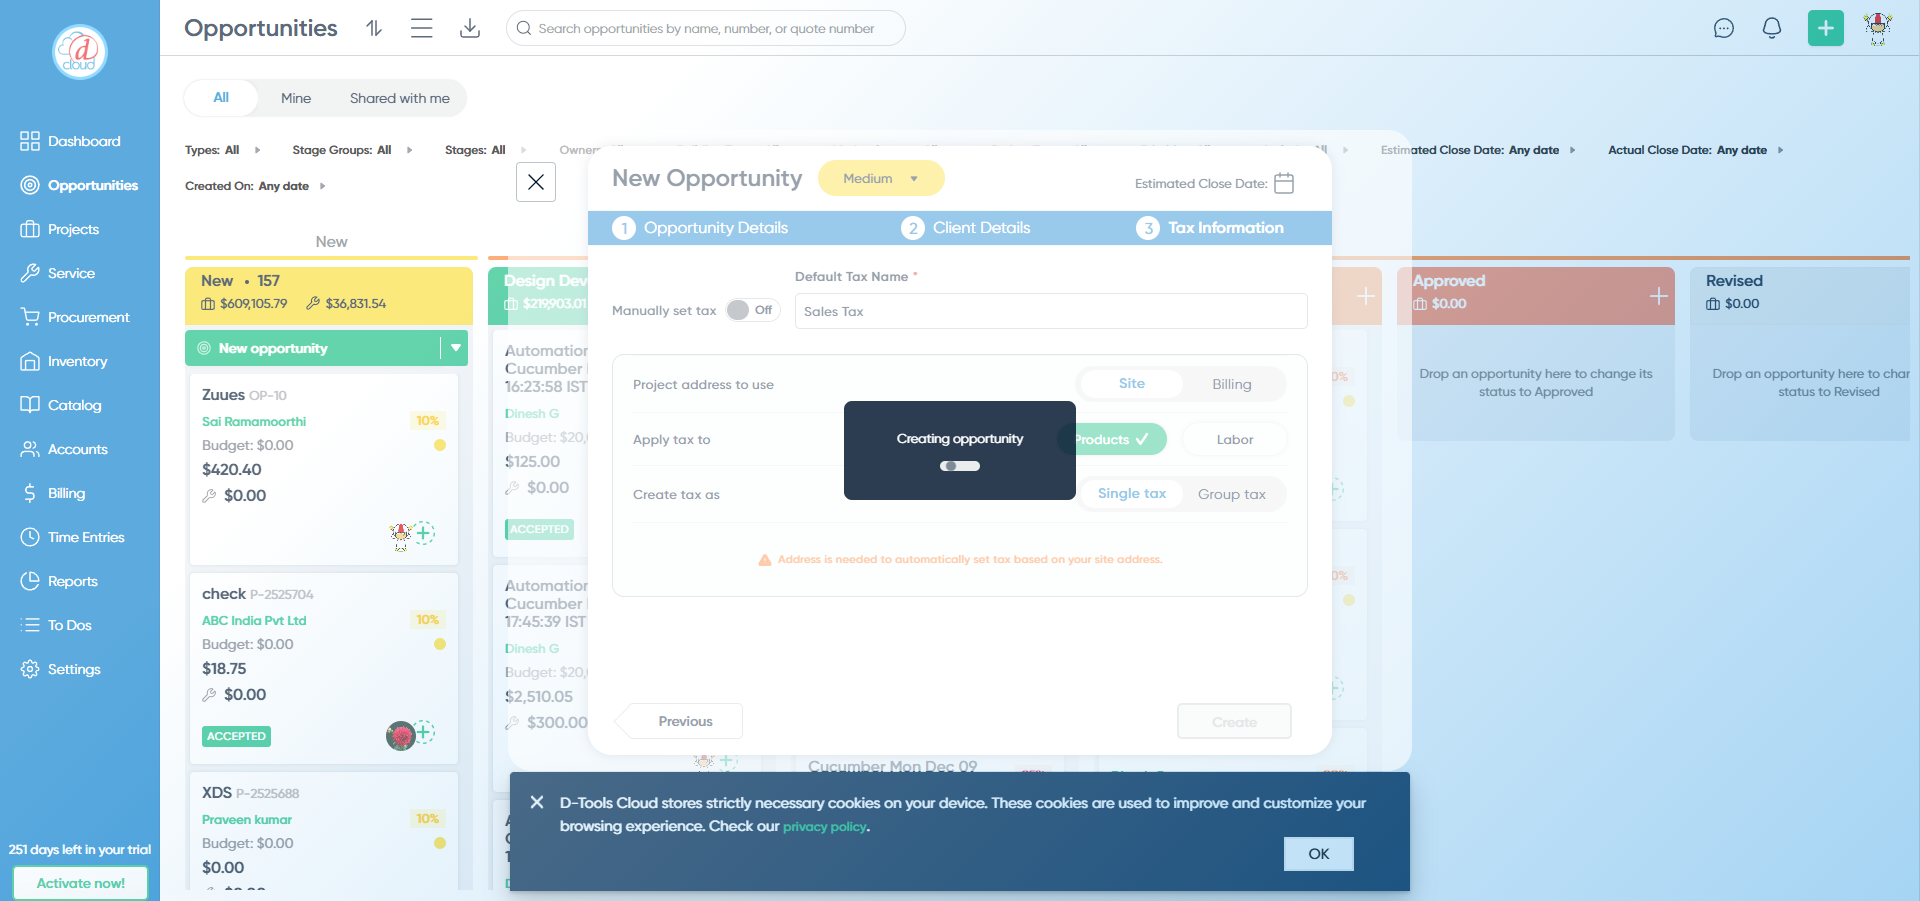 d
cloud
Opportunities
Search opportunities by name, number, or quote number
All
Mine
Shared with me
Types: All
Stage Groups: All
Stages: All
Owner
Estimated Close Date: Any date
Actual Close Date: Any date
Created On: Any date
Dashboard
Opportunities
Projects
Service
Procurement
Inventory
Catalog
Accounts
Billing
Time Entries
Reports
To Dos
Settings
251 days left in your trial
Activate now!
New
New • 157
$609,105.79
$36,831.54
New opportunity
Zuues OP-10
Sai Ramamoorthi
10%
Budget: $0.00
$420.40
$0.00
check P-2525704
ABC India Pvt Ltd
10%
Budget: $0.00
$18.75
$0.00
ACCEPTED
XDS P-2525688
Praveen kumar
10%
Budget: $0.00
$0.00
Design Dev
$219,903.01
Automation
Cucumber
16:23:58 IST
Dinesh G
Budget: $20,
$125.00
$0.00
ACCEPTED
Automation
Cucumber
17:45:39 IST
Dinesh G
Budget: $20,
$2,510.05
$300.00
Cucumber Mon Dec 09
Approved
$0.00
Drop an opportunity here to change its
status to Approved
Revised
$0.00
Drop an opportunity here to char
status to Revised
New Opportunity
Medium
Estimated Close Date:
1 Opportunity Details
2 Client Details
3 Tax Information
Default Tax Name *
Manually set tax
Off
Sales Tax
Project address to use
Site
Billing
Apply tax to
Products
Labor
Create tax as
Single tax
Group tax
Creating opportunity
Address is needed to automatically set tax based on your site address.
Previous
Create
D-Tools Cloud stores strictly necessary cookies on your device. These cookies are used to improve and customize your
browsing experience. Check our privacy policy.
OK